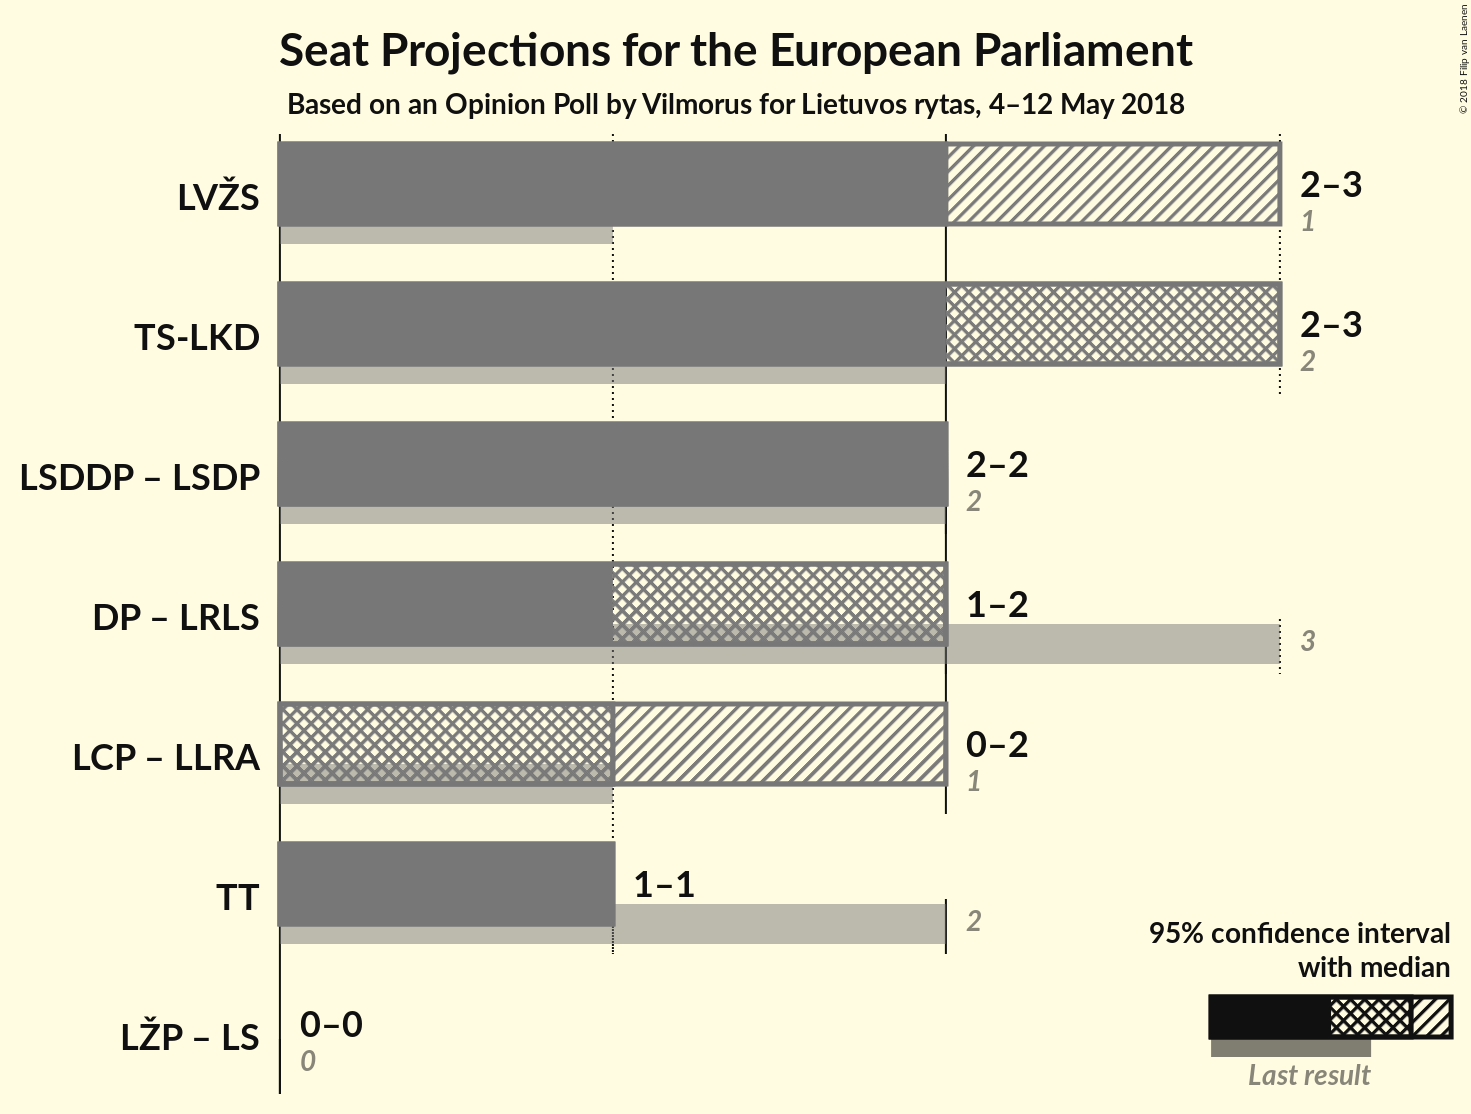 Seat Projections for the European Parliament
Based on an Opinion Poll by Vilmorus for Lietuvos rytas, 4–12 May 2018
© 2018 Filip van Laenen
LVŽS
2–3
1
TS-LKD
2–3
2
LSDDP – LSDP
2–2
2
DP – LRLS
1–2
3
LCP – LLRA
0–2
1
TT
1–1
2
LŽP – LS
0–0
0
95% confidence interval
with median
Last result